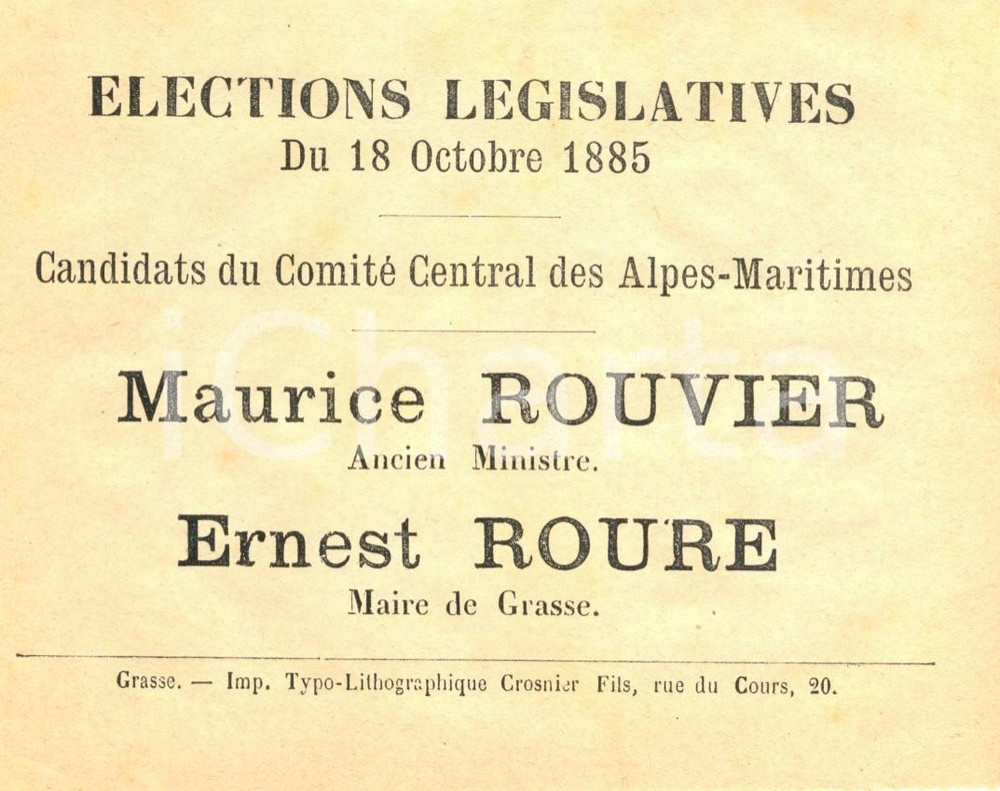 ELECTIONS LEGISLATIVES
Du 18 Octobre 1885
Candidats du Comité Central des Alpes-Maritimes
iCharta
Maurice ROUVIER
Ancien Ministre.
Ernest ROURE
Maire de Grasse.
Grasse. — Imp. Typo-Lithographique Crosnier Fils, rue du Cours, 20.